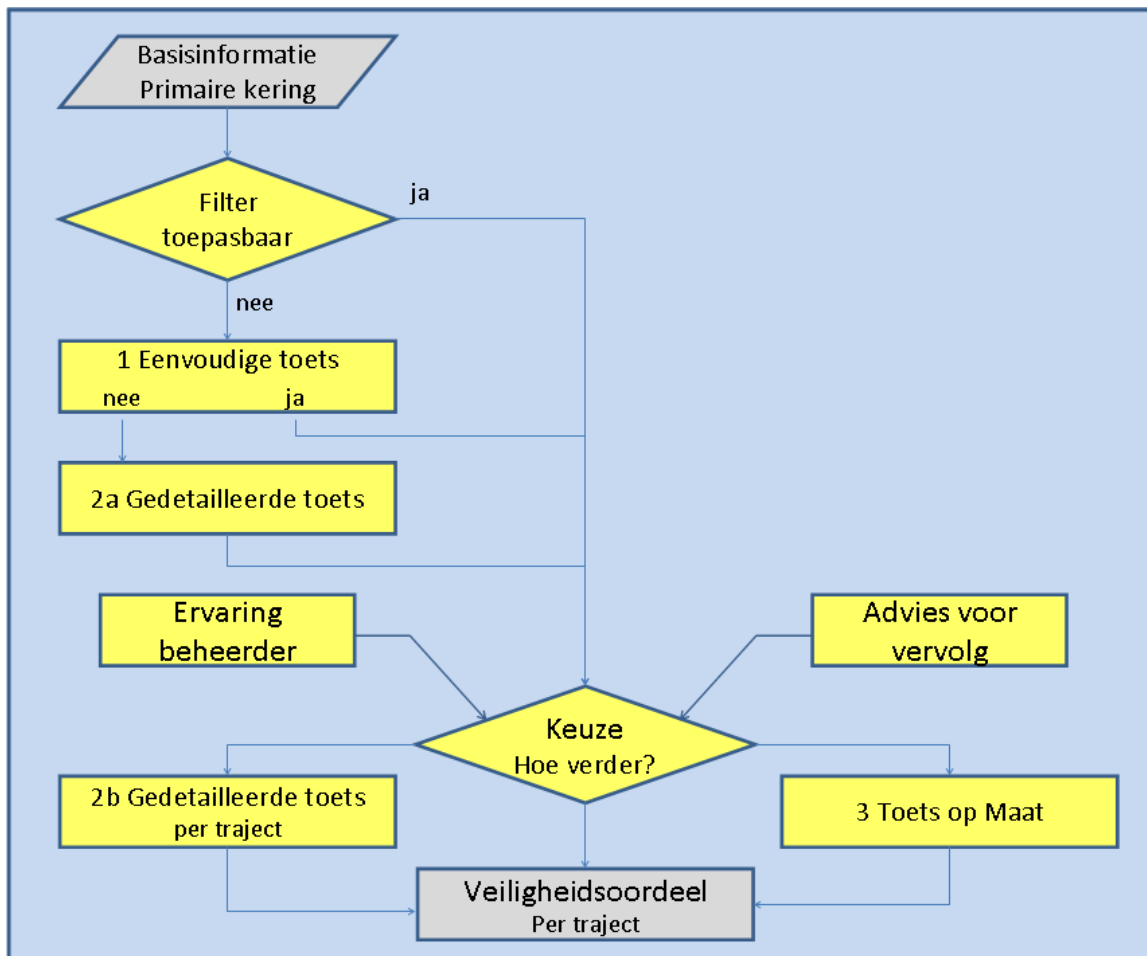 Basisinformatie
Primaire kering
Filter
toepasbaar
ja
nee
1 Eenvoudige toets
nee ja
2a Gedetailleerde toets
Ervaring
beheerder
Advies voor
vervolg
Keuze
Hoe verder?
2b Gedetailleerde toets
per traject
3 Toets op Maat
Veiligheidsoordeel
Per traject